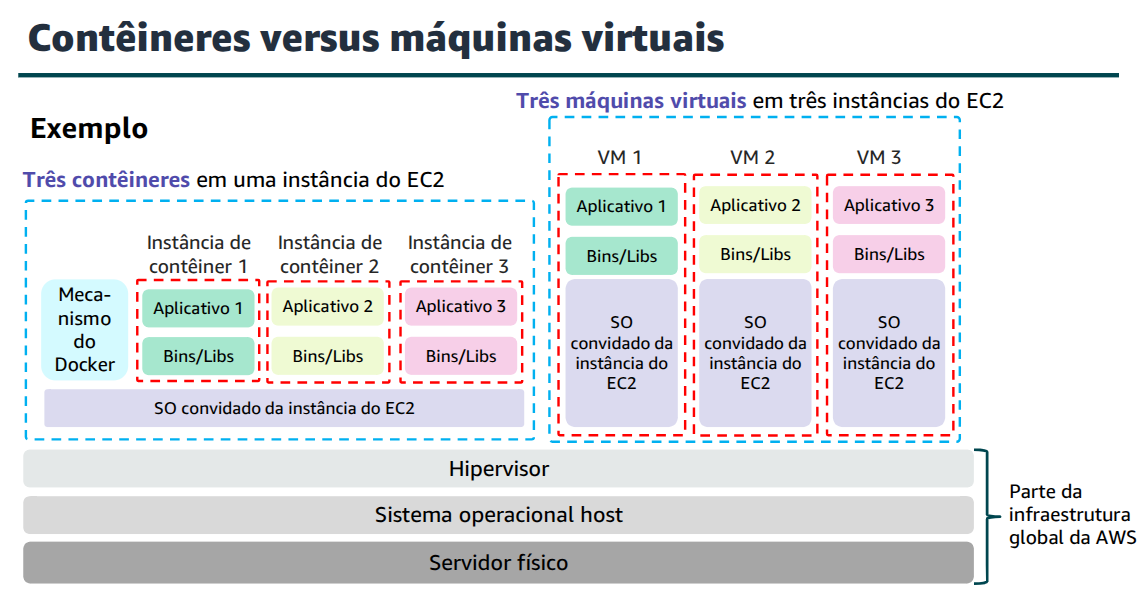 Contêineres versus máquinas virtuais
Exemplo
Três contêineres em uma instância do EC2
Instância de
contêiner 1
Instância de
contêiner 2
Instância de
contêiner 3
Meca-
nismo
do
Docker
Aplicativo 1
Bins/Libs
Aplicativo 2
Bins/Libs
Aplicativo 3
Bins/Libs
SO convidado da instância do EC2
Três máquinas virtuais em três instâncias do EC2
VM 1
Aplicativo 1
Bins/Libs
SO
convidado da
instância do
EC2
VM 2
Aplicativo 2
Bins/Libs
SO
convidado da
instância do
EC2
VM 3
Aplicativo 3
Bins/Libs
SO
convidado da
instância do
EC2
Hipervisor
Sistema operacional host
Servidor físico
Parte da
infraestrutura
global da AWS